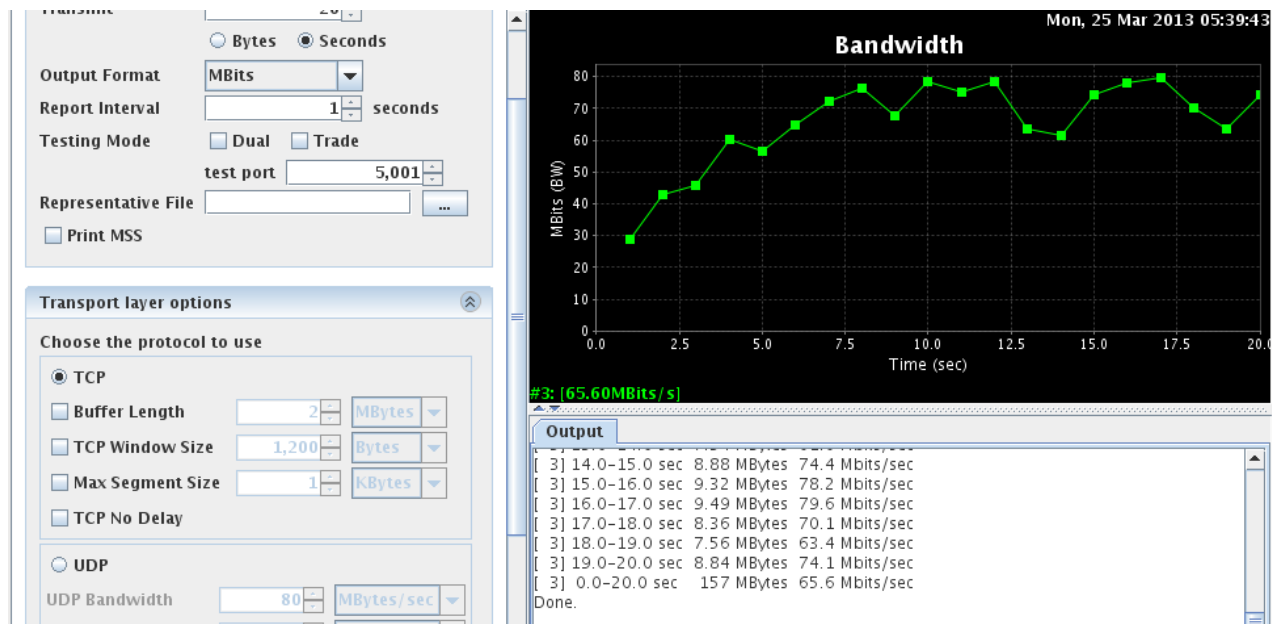 Transmit
20
Bytes Seconds
Output Format MBits
Report Interval 1 seconds
Testing Mode Dual Trade
test port 5,001
Representative File ...
Print MSS
Transport layer options
Choose the protocol to use
TCP
Buffer Length 2 MBytes
TCP Window Size 1,200 Bytes
Max Segment Size 1 KBytes
TCP No Delay
UDP
UDP Bandwidth 80 MBytes/sec
Mon, 25 Mar 2013 05:39:43
Bandwidth
MBits (BW)
80
70
60
50
40
30
20
10
0
0.0 2.5 5.0 7.5 10.0 12.5 15.0 17.5 20.0
Time (sec)
#3: [65.60MBits/s]
Output
[ 3] 14.0-15.0 sec 8.88 MBytes 74.4 Mbits/sec
[ 3] 15.0-16.0 sec 9.32 MBytes 78.2 Mbits/sec
[ 3] 16.0-17.0 sec 9.49 MBytes 79.6 Mbits/sec
[ 3] 17.0-18.0 sec 8.36 MBytes 70.1 Mbits/sec
[ 3] 18.0-19.0 sec 7.56 MBytes 63.4 Mbits/sec
[ 3] 19.0-20.0 sec 8.84 MBytes 74.1 Mbits/sec
[ 3] 0.0-20.0 sec 157 MBytes 65.6 Mbits/sec
Done.